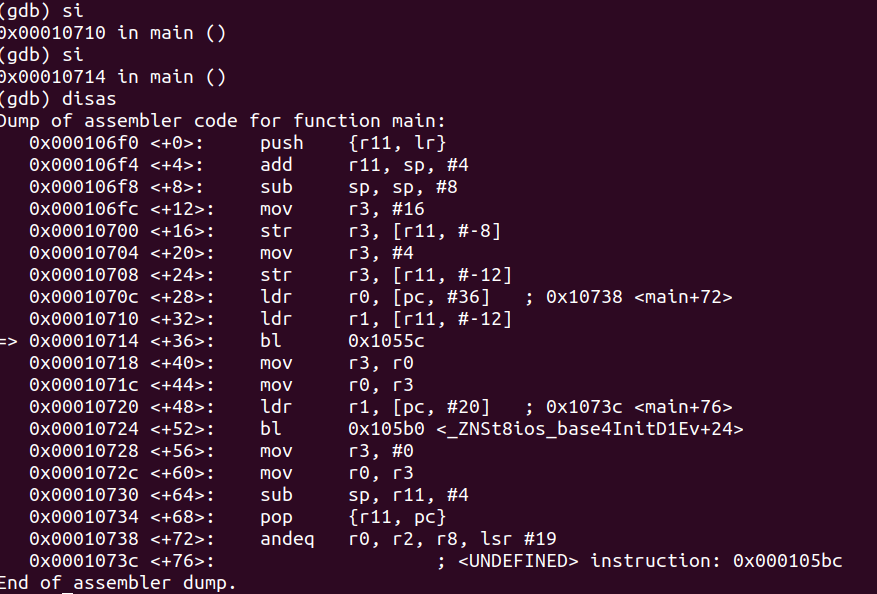 (gdb) si
0x00010710 in main ()
(gdb) si
0x00010714 in main ()
(gdb) disas
Dump of assembler code for function main:
   0x000106f0 <+0>:     push    {r11, lr}
   0x000106f4 <+4>:     add     r11, sp, #4
   0x000106f8 <+8>:     sub     sp, sp, #8
   0x000106fc <+12>:    mov     r3, #16
   0x00010700 <+16>:    str     r3, [r11, #-8]
   0x00010704 <+20>:    mov     r3, #4
   0x00010708 <+24>:    str     r3, [r11, #-12]
   0x0001070c <+28>:    ldr     r0, [pc, #36]   ; 0x10738 <main+72>
   0x00010710 <+32>:    ldr     r1, [r11, #-12]
=> 0x00010714 <+36>:    bl      0x1055c
   0x00010718 <+40>:    mov     r3, r0
   0x0001071c <+44>:    mov     r0, r3
   0x00010720 <+48>:    ldr     r1, [pc, #20]   ; 0x1073c <main+76>
   0x00010724 <+52>:    bl      0x105b0 <_ZNSt8ios_base4InitD1Ev+24>
   0x00010728 <+56>:    mov     r3, #0
   0x0001072c <+60>:    mov     r0, r3
   0x00010730 <+64>:    sub     sp, r11, #4
   0x00010734 <+68>:    pop     {r11, pc}
   0x00010738 <+72>:    andeq   r0, r2, r8, lsr #19
   0x0001073c <+76>:                    ; <UNDEFINED> instruction: 0x000105bc
End of assembler dump.